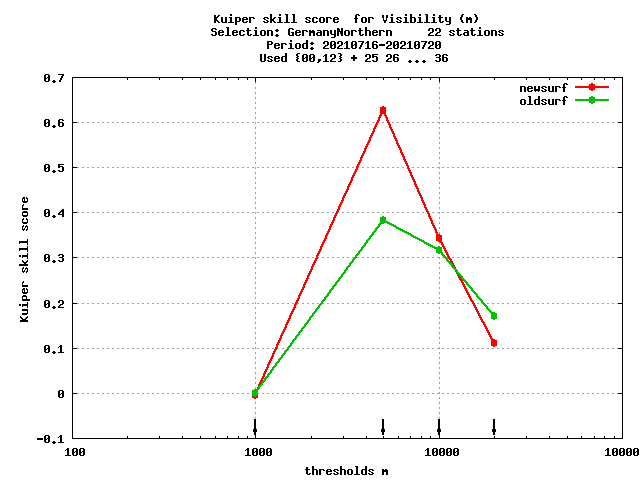 Kuiper skill score  for Visibility (m)
Selection: GermanyNorthern     22 stations
Period: 20210716-20210720
Used {00,12} + 25 26 ... 36
newsurf
oldsurf
0.7
0.6
0.5
0.4
0.3
0.2
0.1
0
-0.1
Kuiper skill score
100
1000
10000
10000
thresholds m